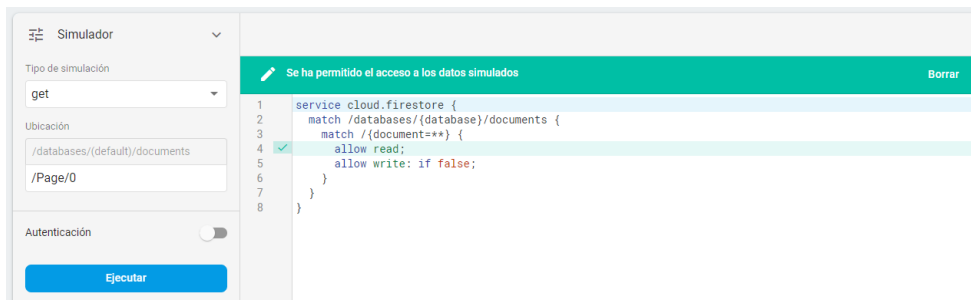 Simulador
Tipo de simulación
get
Ubicación
/databases/(default)/documents
/Page/0
Autenticación
Ejecutar
Se ha permitido el acceso a los datos simulados
Borrar
1 service cloud.firestore {
2 match /databases/{database}/documents {
3 match /{document=**} {
4 allow read;
5 allow write: if false;
6 }
7 }
8 }